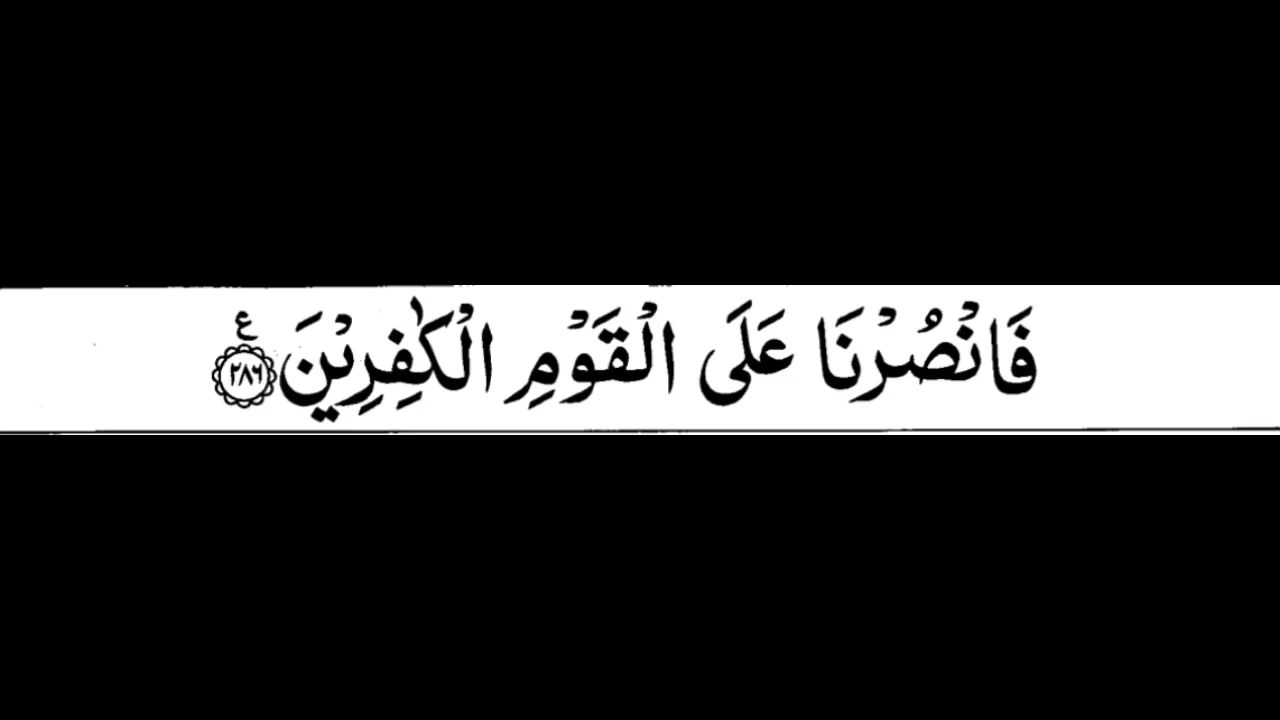 فَانْصُرْنَا عَلَى الْقَوْمِ الْكٰفِرِيْنَ ﴿٢٨٦﴾ ع